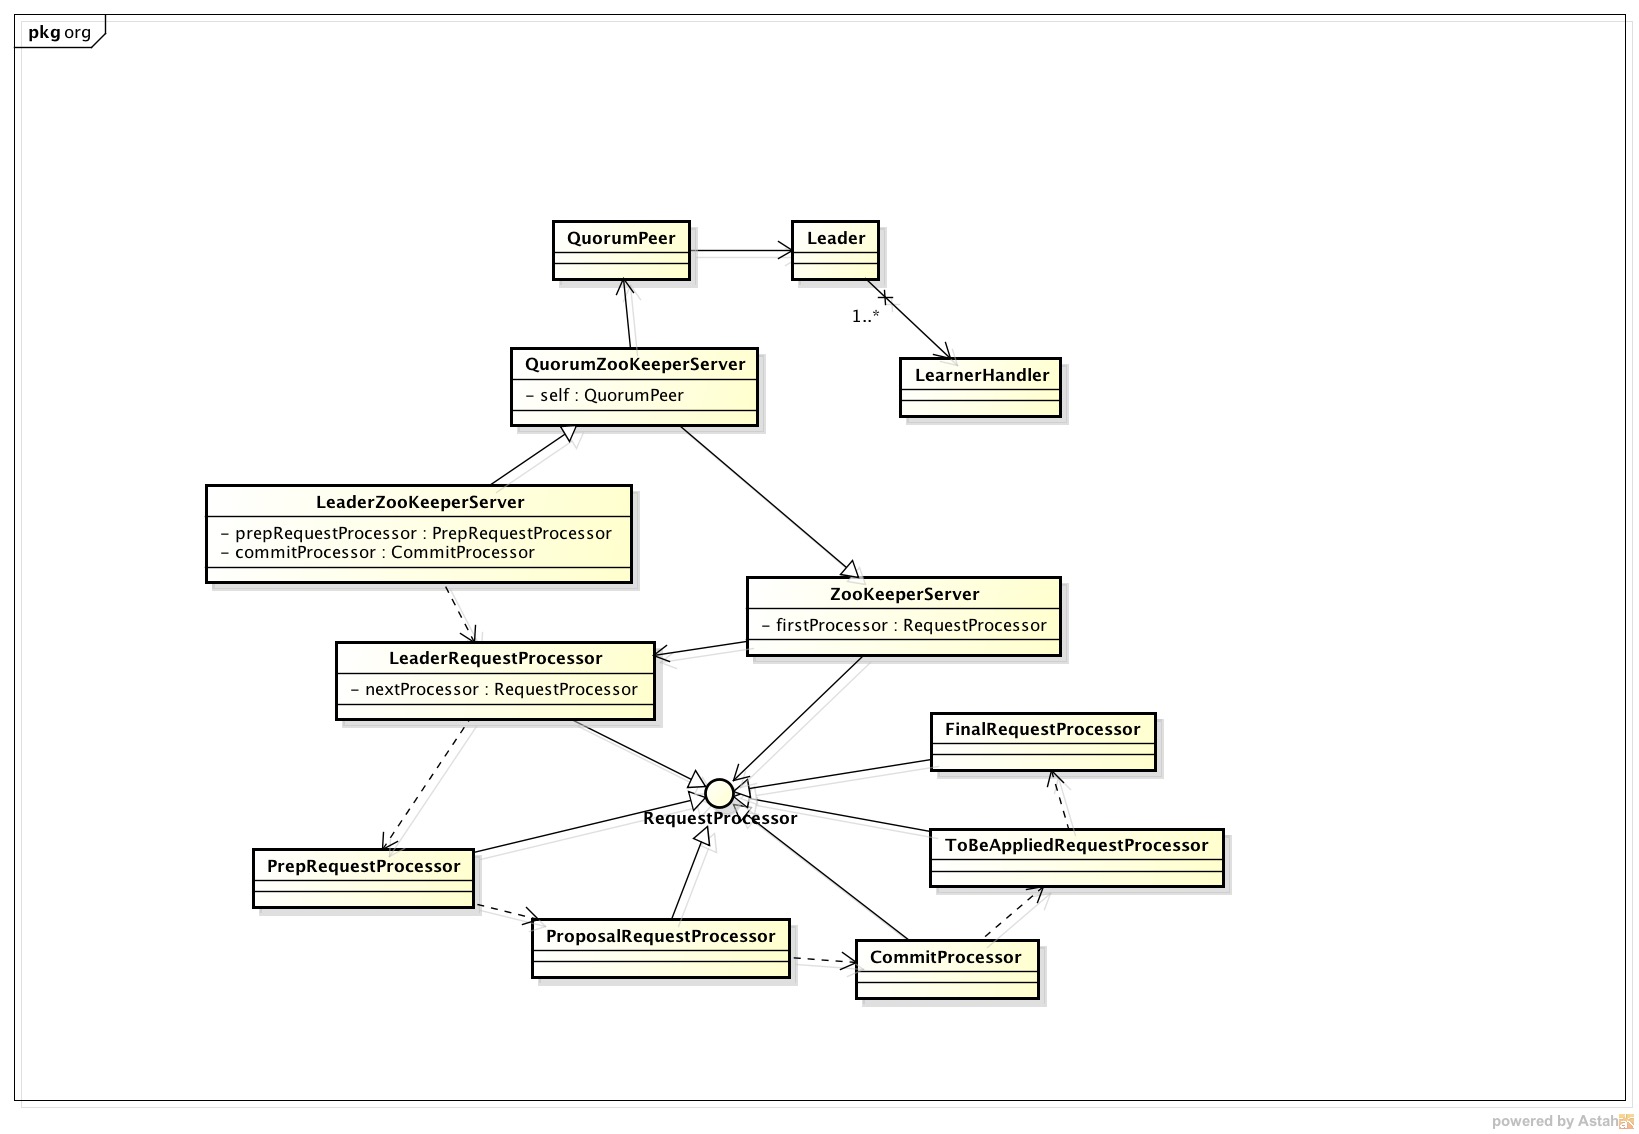 pkg org
QuorumPeer
Leader
1..*
QuorumZooKeeperServer
- self : QuorumPeer
LearnerHandler
LeaderZooKeeperServer
- prepRequestProcessor : PrepRequestProcessor
- commitProcessor : CommitProcessor
ZooKeeperServer
- firstProcessor : RequestProcessor
LeaderRequestProcessor
- nextProcessor : RequestProcessor
FinalRequestProcessor
RequestProcessor
ToBeAppliedRequestProcessor
PrepRequestProcessor
ProposalRequestProcessor
CommitProcessor
powered by Astah